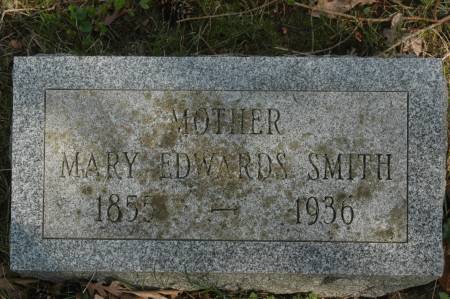 MOTHER
MARY EDWARDS SMITH
1855 — 1936